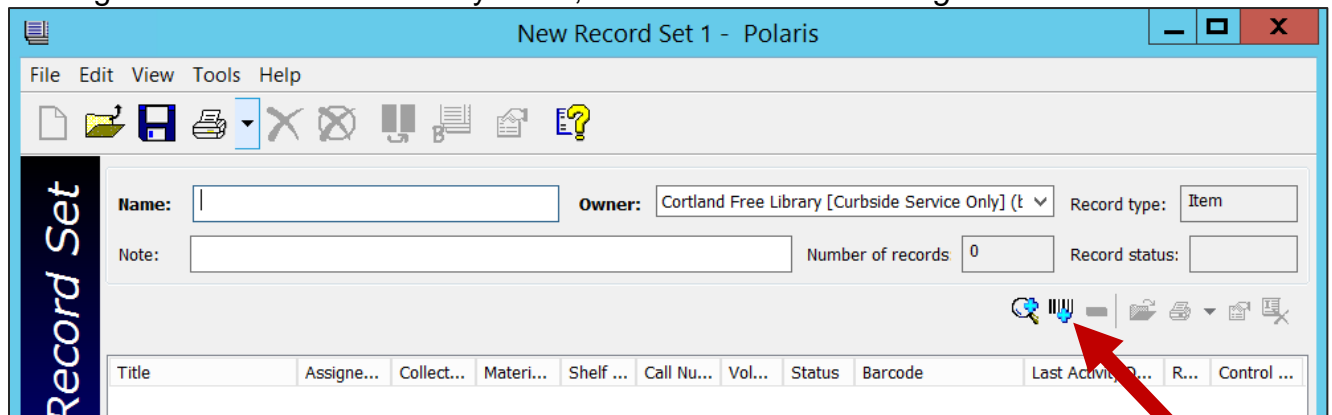 New Record Set 1 - Polaris
File Edit View Tools Help
Record Set
Name:
Owner: Cortland Free Library [Curbside Service Only] (b
Record type: Item
Note:
Number of records 0
Record status:
Title Assigne... Collect... Materi... Shelf ... Call Nu... Vol... Status Barcode Last Activity D... R... Control ...